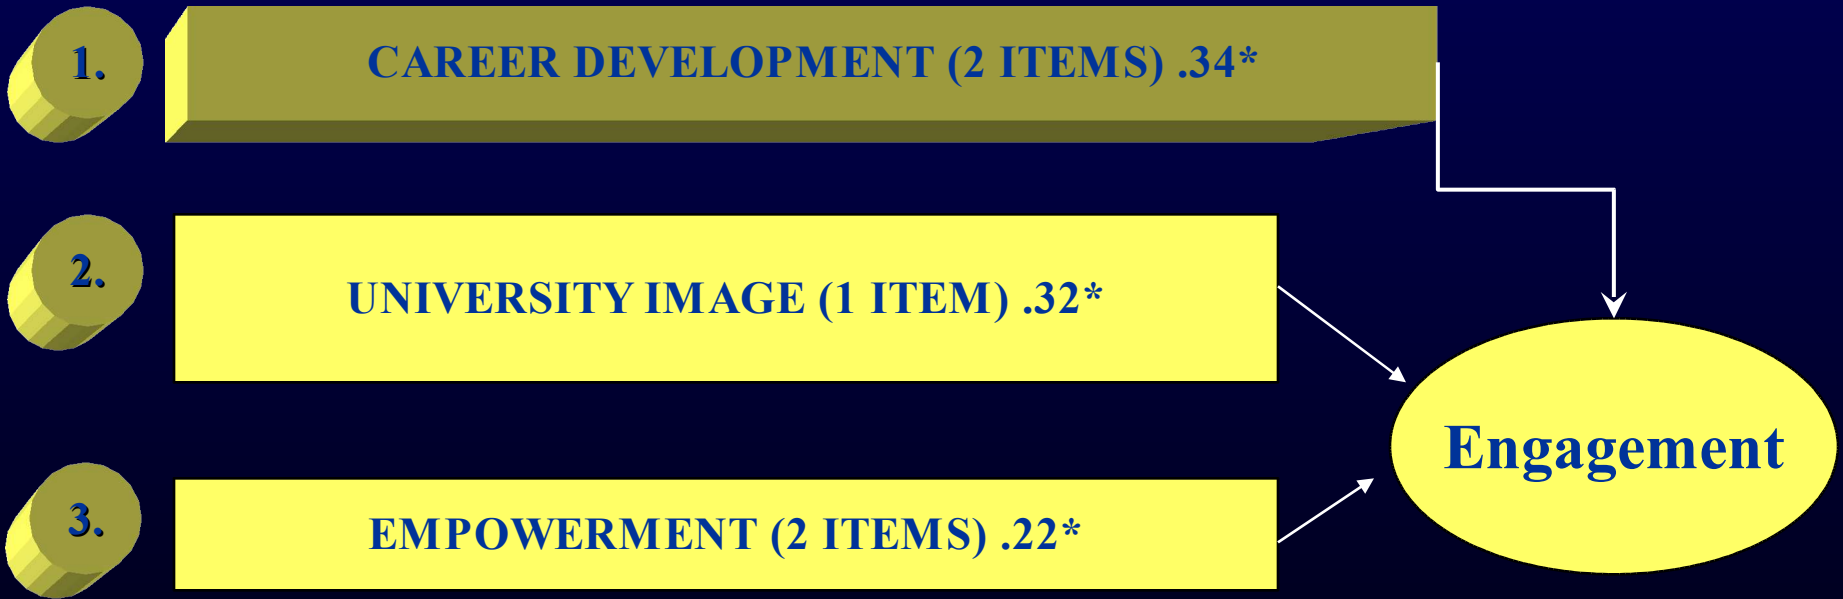 1.
CAREER DEVELOPMENT (2 ITEMS) .34*
2.
UNIVERSITY IMAGE (1 ITEM) .32*
3.
EMPOWERMENT (2 ITEMS) .22*
Engagement